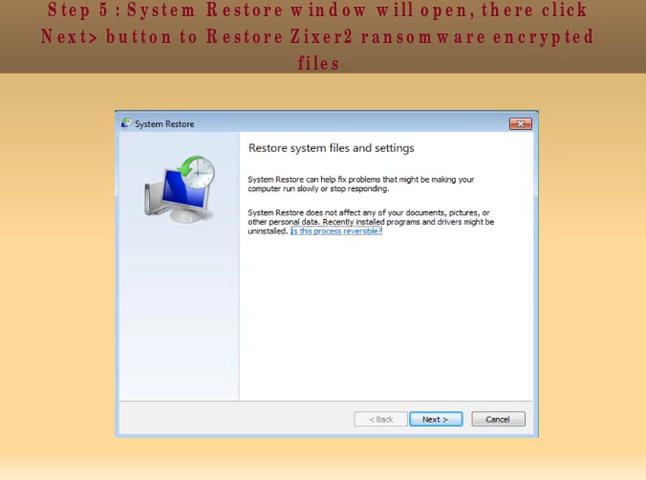 Step 5 : System Restore window will open, there click
Next> button to Restore Zixer2 ransomware encrypted
files
System Restore
Restore system files and settings
System Restore can help fix problems that might be making your
computer run slowly or stop responding.
System Restore does not affect any of your documents, pictures, or
other personal data. Recently installed programs and drivers might be
uninstalled. Is this process reversible?
< Back
Next >
Cancel